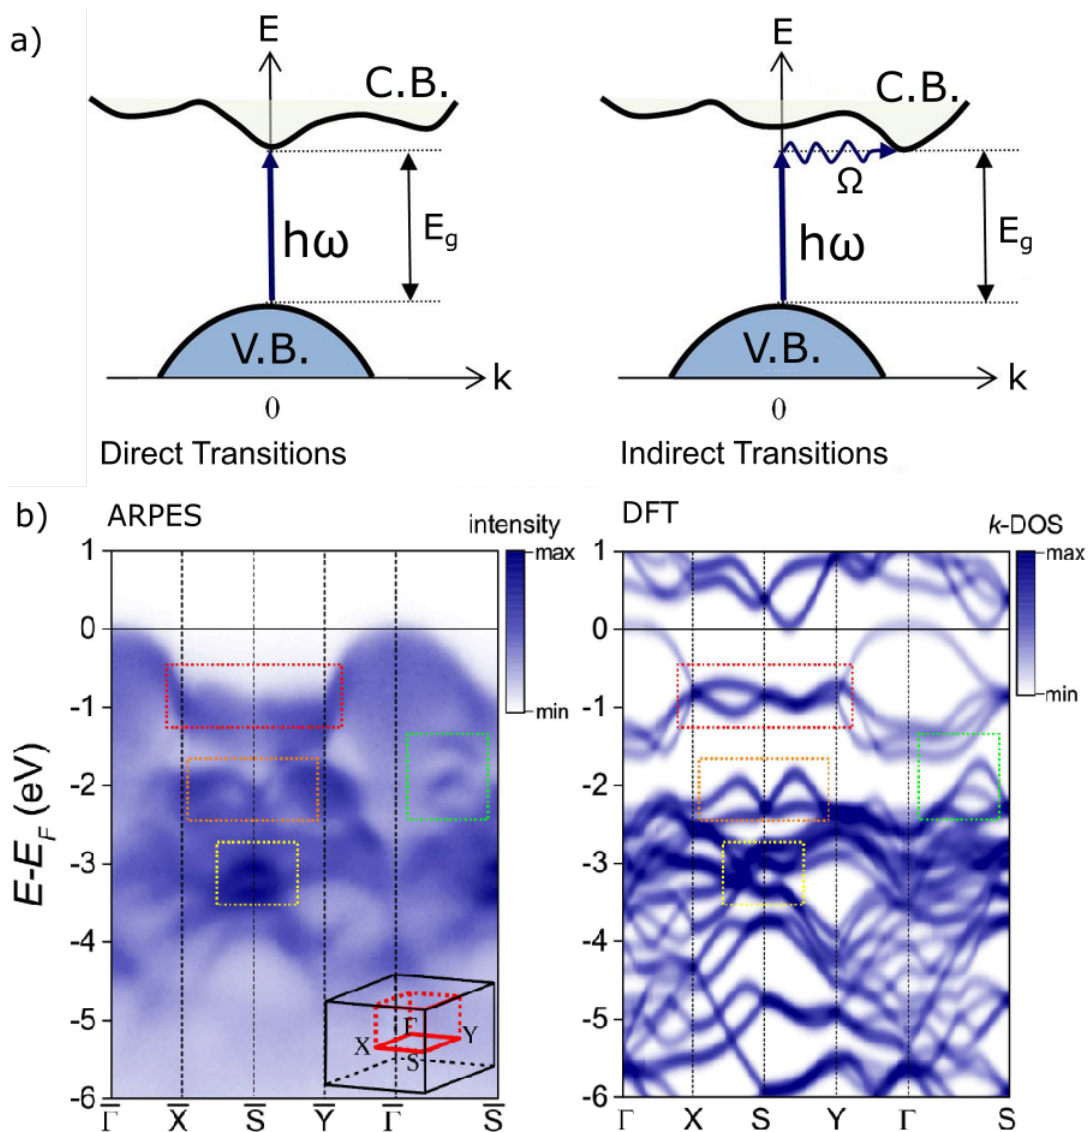 a)
E
C.B.
hω
E_g
V.B.
k
0
Direct Transitions
E
C.B.
Ω
hω
E_g
V.B.
k
0
Indirect Transitions
b)
ARPES
intensity
max
min
E-E_F (eV)
1
0
-1
-2
-3
-4
-5
-6
Γ
X
Y
S
Γ̅ X̅ S̅ Y̅ Γ̅ S̅
DFT
k-DOS
max
min
1
0
-1
-2
-3
-4
-5
-6
Γ X S Y Γ S